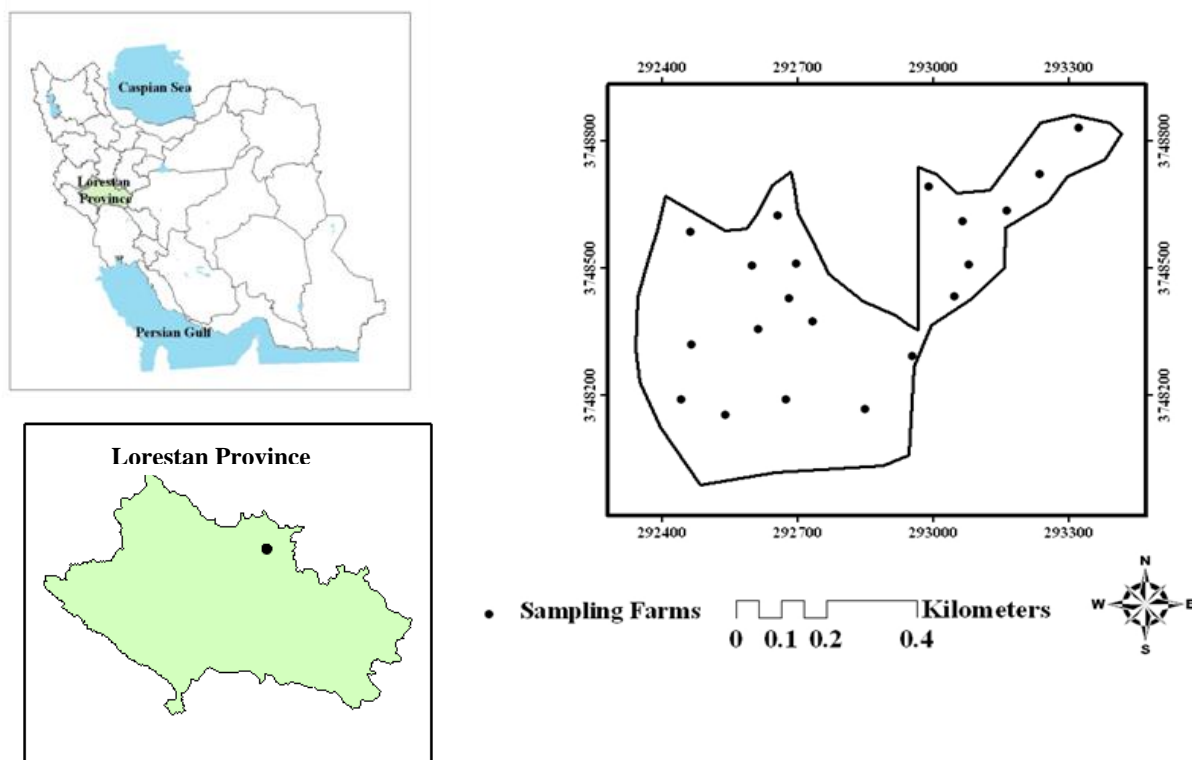 Caspian Sea
Lorestan
Province
Persian Gulf
Lorestan Province
292400 292700 293000 293300
3748800 3748800
3748500 3748500
3748200 3748200
292400 292700 293000 293300
Sampling Farms
Kilometers
0 0.1 0.2 0.4
N
W E
S